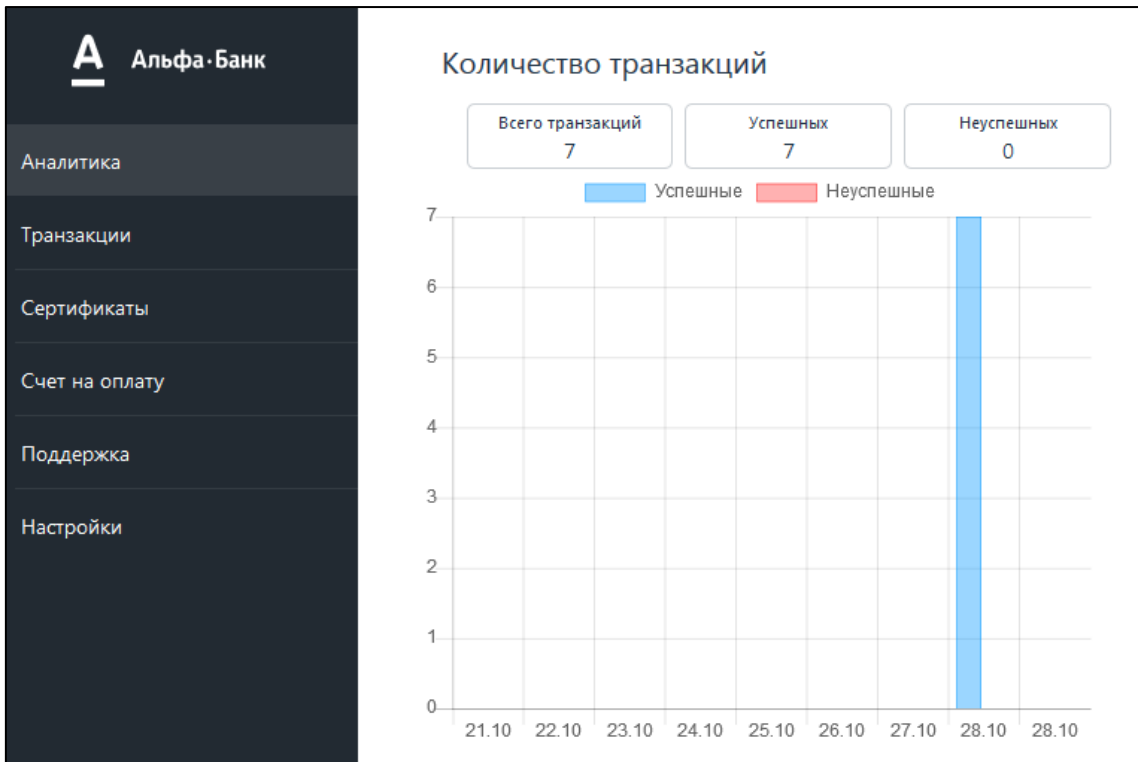 А Альфа·Банк
Аналитика
Транзакции
Сертификаты
Счет на оплату
Поддержка
Настройки
Количество транзакций
Всего транзакций
7
Успешных
7
Неуспешных
0
Успешные Неуспешные
7
6
5
4
3
2
1
0
21.10 22.10 23.10 24.10 25.10 26.10 27.10 28.10 28.10